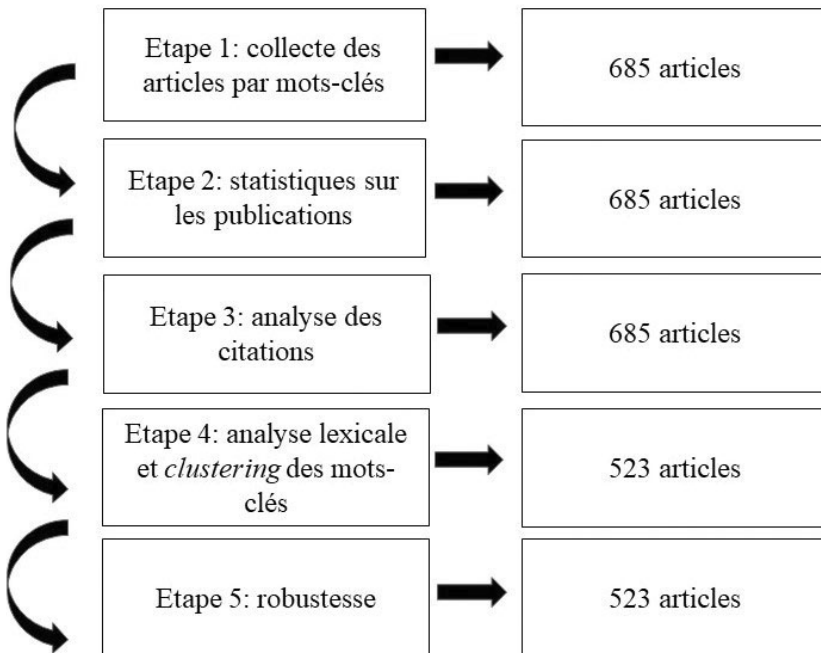 Etape 1: collecte des
articles par mots-clés
685 articles
Etape 2: statistiques sur
les publications
685 articles
Etape 3: analyse des
citations
685 articles
Etape 4: analyse lexicale
et clustering des mots-
clés
523 articles
Etape 5: robustesse
523 articles